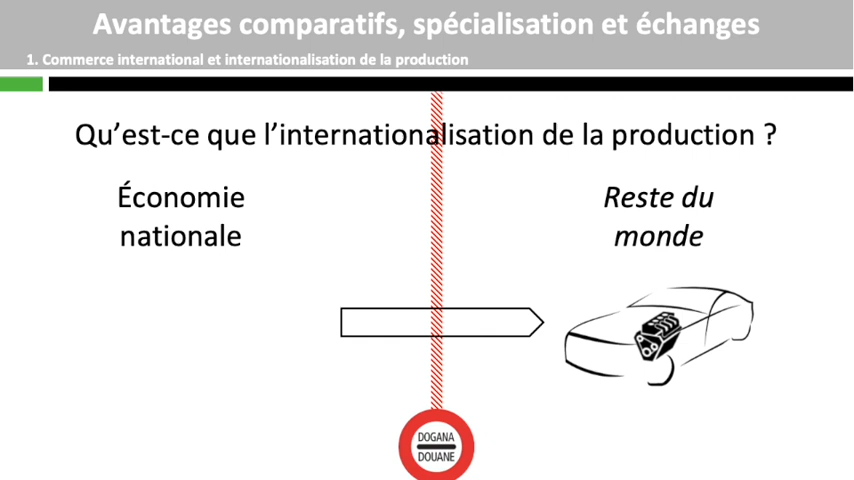 Avantages comparatifs, spécialisation et échanges
1. Commerce international et internationalisation de la production
Qu’est-ce que l’internationalisation de la production ?
Économie
nationale
Reste du
monde
DOGANA
DOUANE